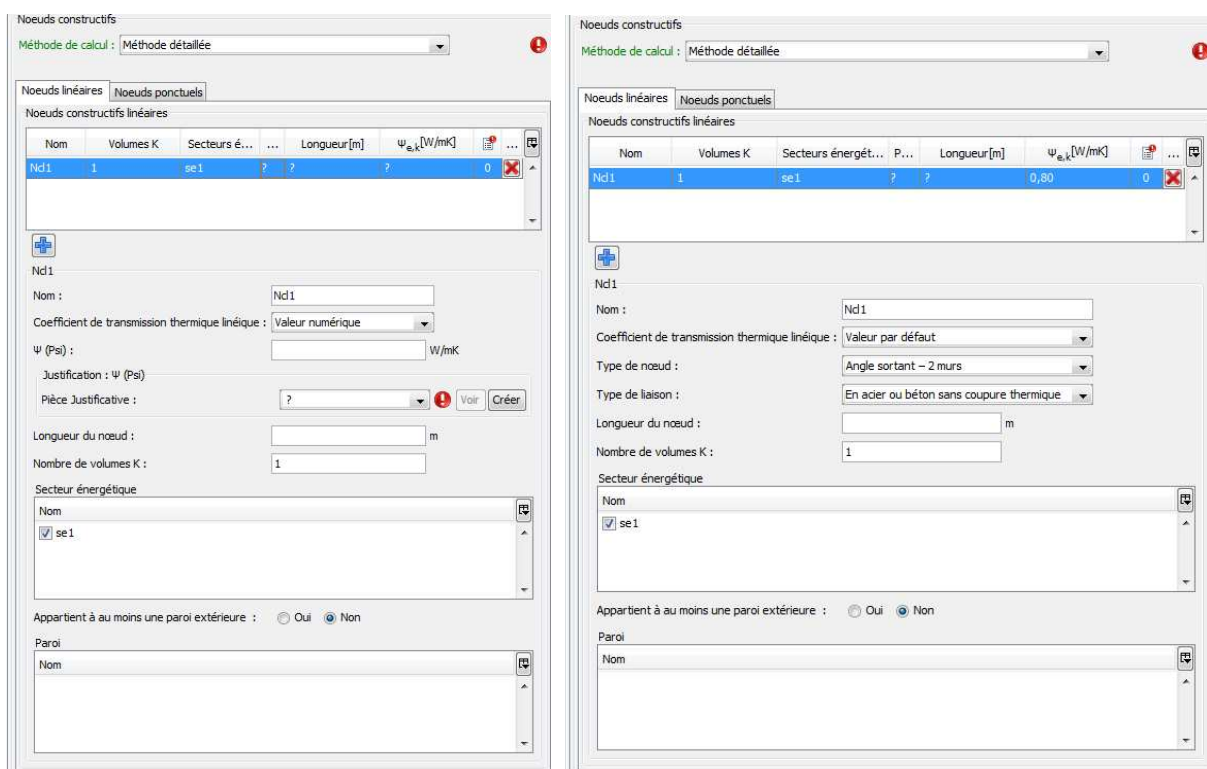 Noeuds constructifs
Méthode de calcul : Méthode détaillée
Noeuds linéaires Noeuds ponctuels
Noeuds constructifs linéaires
Nom Volumes K Secteurs é... ... Longueur[m] Ψe,k[W/mK] ...
Ncl1 1 se1 ? ? ? 0
Ncl1
Nom : Ncl1
Coefficient de transmission thermique linéique : Valeur numérique
Ψ (Psi) : W/mK
Justification : Ψ (Psi)
Pièce Justificative : ? Voir Créer
Longueur du nœud : m
Nombre de volumes K : 1
Secteur énergétique
Nom
se1
Appartient à au moins une paroi extérieure : Oui Non
Paroi
Nom
Noeuds constructifs
Méthode de calcul : Méthode détaillée
Noeuds linéaires Noeuds ponctuels
Noeuds constructifs linéaires
Nom Volumes K Secteurs énergét... P... Longueur[m] Ψe,k[W/mK] ...
Ncl1 1 se1 ? ? 0,80 0
Ncl1
Nom : Ncl1
Coefficient de transmission thermique linéique : Valeur par défaut
Type de nœud : Angle sortant – 2 murs
Type de liaison : En acier ou béton sans coupure thermique
Longueur du nœud : m
Nombre de volumes K : 1
Secteur énergétique
Nom
se1
Appartient à au moins une paroi extérieure : Oui Non
Paroi
Nom